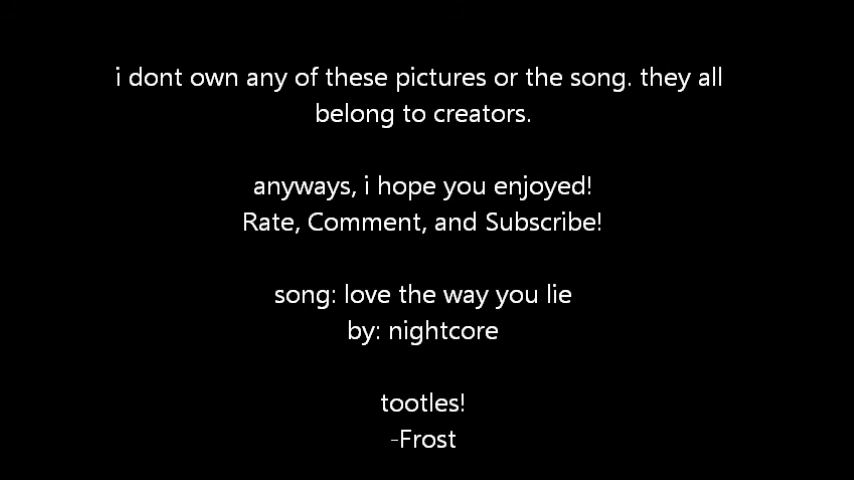 i dont own any of these pictures or the song. they all
belong to creators.
anyways, i hope you enjoyed!
Rate, Comment, and Subscribe!
song: love the way you lie
by: nightcore
tootles!
-Frost